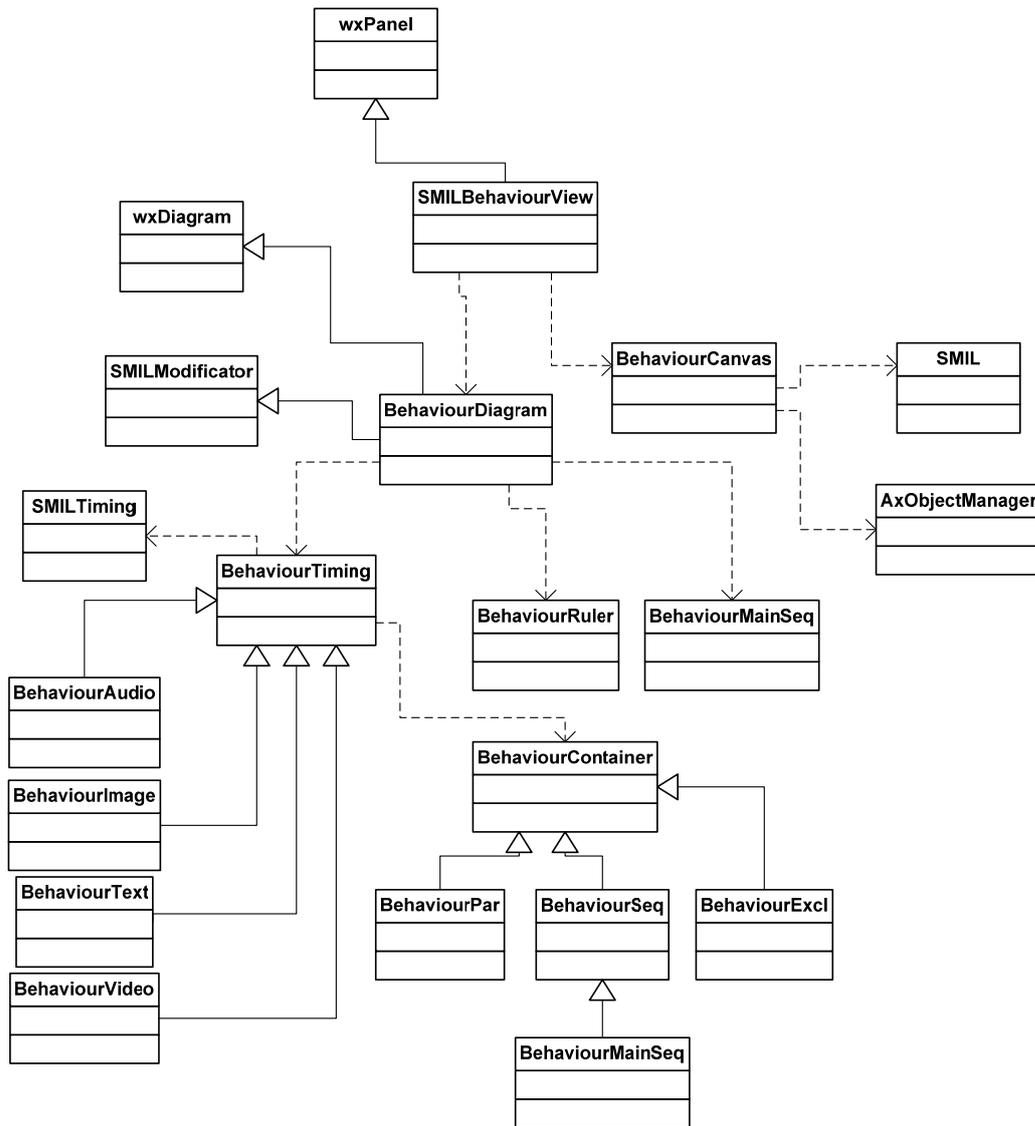 wxPanel
SMILBehaviourView
wxDiagram
BehaviourCanvas
SMIL
SMILModificator
BehaviourDiagram
AxObjectManager
SMILTiming
BehaviourTiming
BehaviourRuler
BehaviourMainSeq
BehaviourAudio
BehaviourContainer
BehaviourImage
BehaviourText
BehaviourPar
BehaviourSeq
BehaviourExcl
BehaviourVideo
BehaviourMainSeq